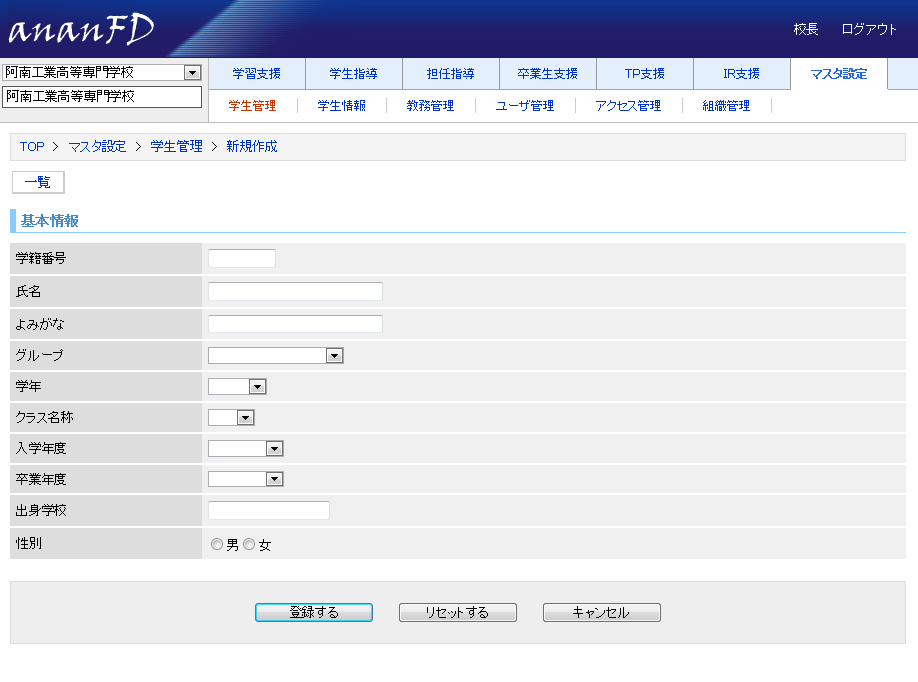 ananFD
校長 ログアウト
阿南工業高等専門学校
阿南工業高等専門学校
学習支援 学生指導 担任指導 卒業生支援 TP支援 IR支援 マスタ設定
学生管理 学生情報 教務管理 ユーザ管理 アクセス管理 組織管理
TOP > マスタ設定 > 学生管理 > 新規作成
一覧
基本情報
学籍番号
氏名
よみがな
グループ
学年
クラス名称
入学年度
卒業年度
出身学校
性別 男 女
登録する リセットする キャンセル